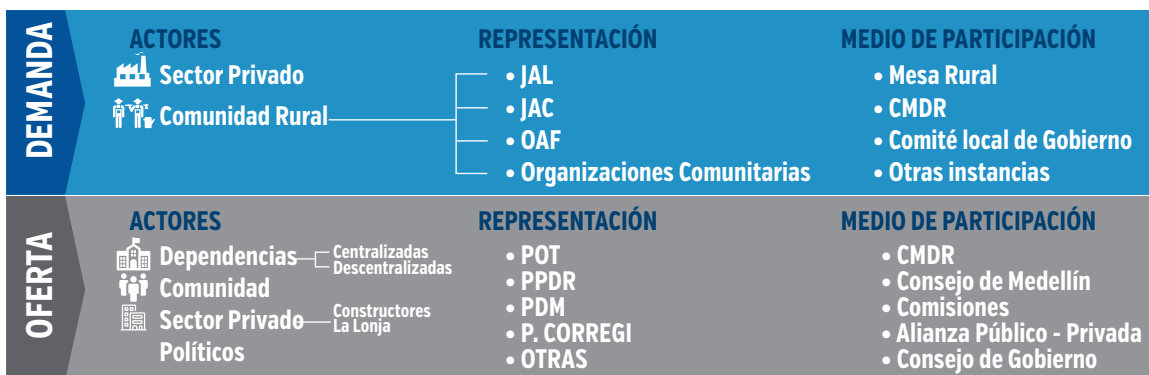 DEMANDA
ACTORES
Sector Privado
Comunidad Rural
REPRESENTACIÓN
• JAL
• JAC
• OAF
• Organizaciones Comunitarias
MEDIO DE PARTICIPACIÓN
• Mesa Rural
• CMDR
• Comité local de Gobierno
• Otras instancias
OFERTA
ACTORES
Dependencias
Centralizadas
Descentralizadas
Comunidad
Sector Privado
Constructores
La Lonja
Políticos
REPRESENTACIÓN
• POT
• PPDR
• PDM
• P. CORREGI
• OTRAS
MEDIO DE PARTICIPACIÓN
• CMDR
• Consejo de Medellín
• Comisiones
• Alianza Público - Privada
• Consejo de Gobierno